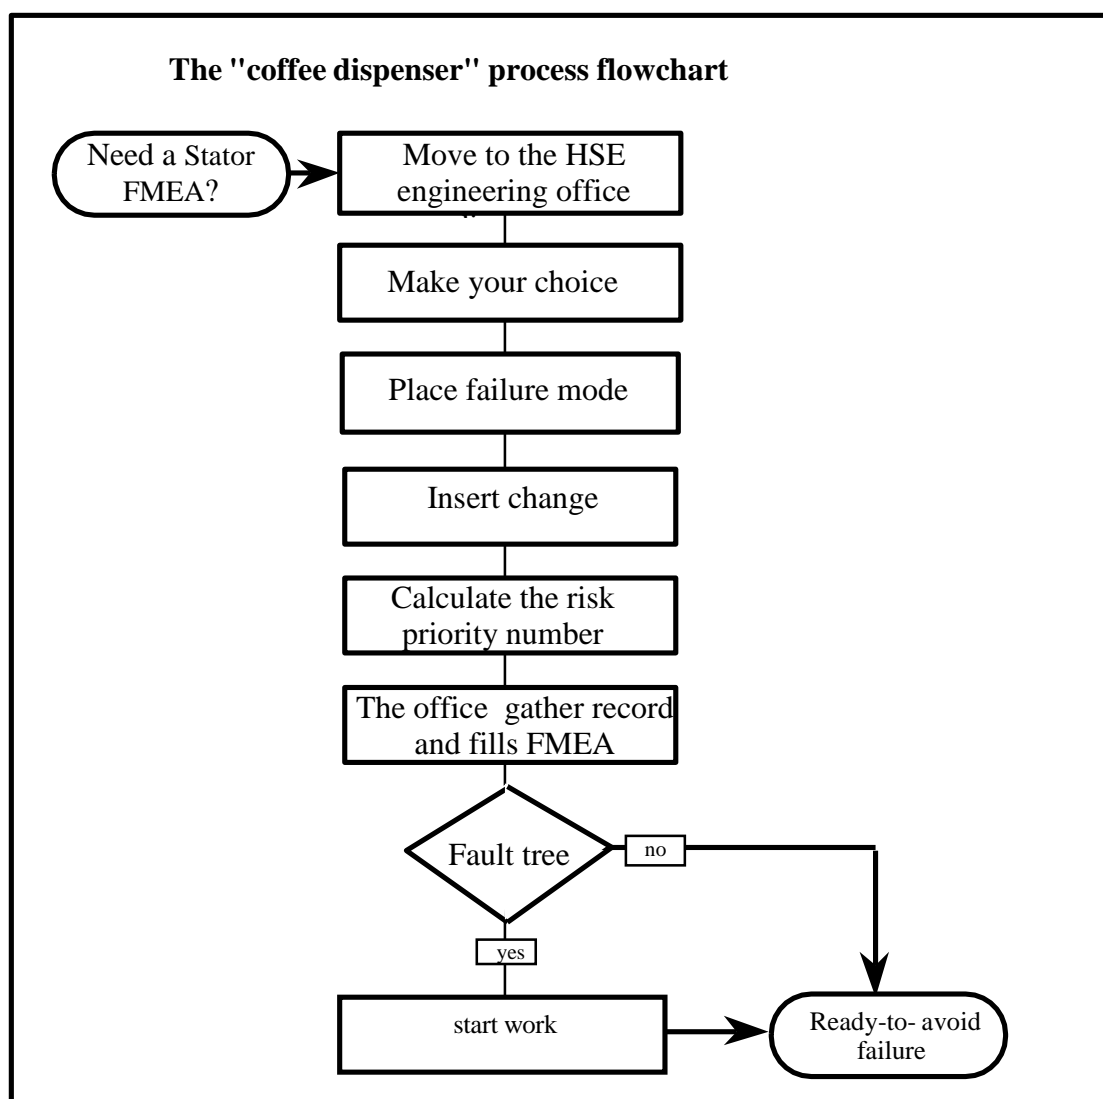 The "coffee dispenser" process flowchart
Need a Stator
FMEA?
Move to the HSE
engineering office
Make your choice
Place failure mode
Insert change
Calculate the risk
priority number
The office gather record
and fills FMEA
Fault tree
no
yes
start work
Ready-to- avoid
failure